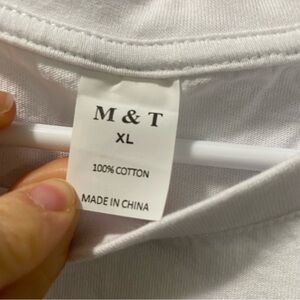 M & T
XL
100% COTTON
MADE IN CHINA